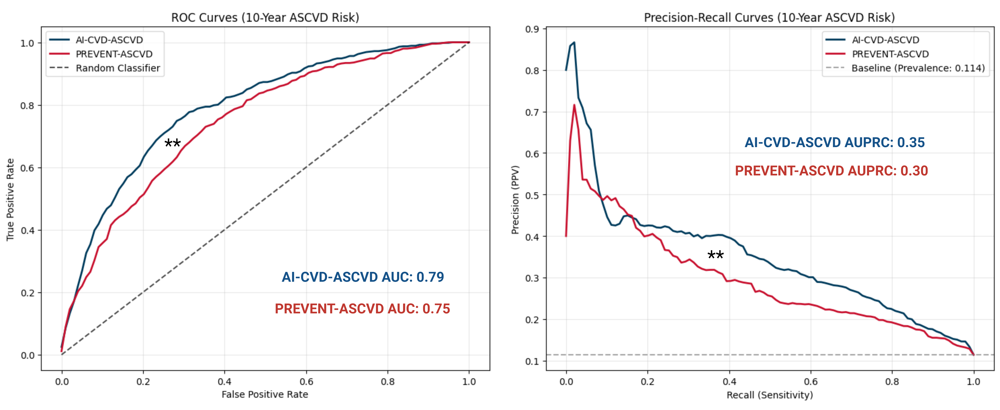 ROC Curves (10-Year ASCVD Risk)
AI-CVD-ASCVD
PREVENT-ASCVD
Random Classifier
1.0
0.8
0.6
0.4
0.2
0.0
True Positive Rate
**
AI-CVD-ASCVD AUC: 0.79
PREVENT-ASCVD AUC: 0.75
0.0 0.2 0.4 0.6 0.8 1.0
False Positive Rate
Precision-Recall Curves (10-Year ASCVD Risk)
AI-CVD-ASCVD
PREVENT-ASCVD
Baseline (Prevalence: 0.114)
0.9
0.8
0.7
0.6
0.5
0.4
0.3
0.2
0.1
Precision (PPV)
AI-CVD-ASCVD AUPRC: 0.35
PREVENT-ASCVD AUPRC: 0.30
**
0.0 0.2 0.4 0.6 0.8 1.0
Recall (Sensitivity)